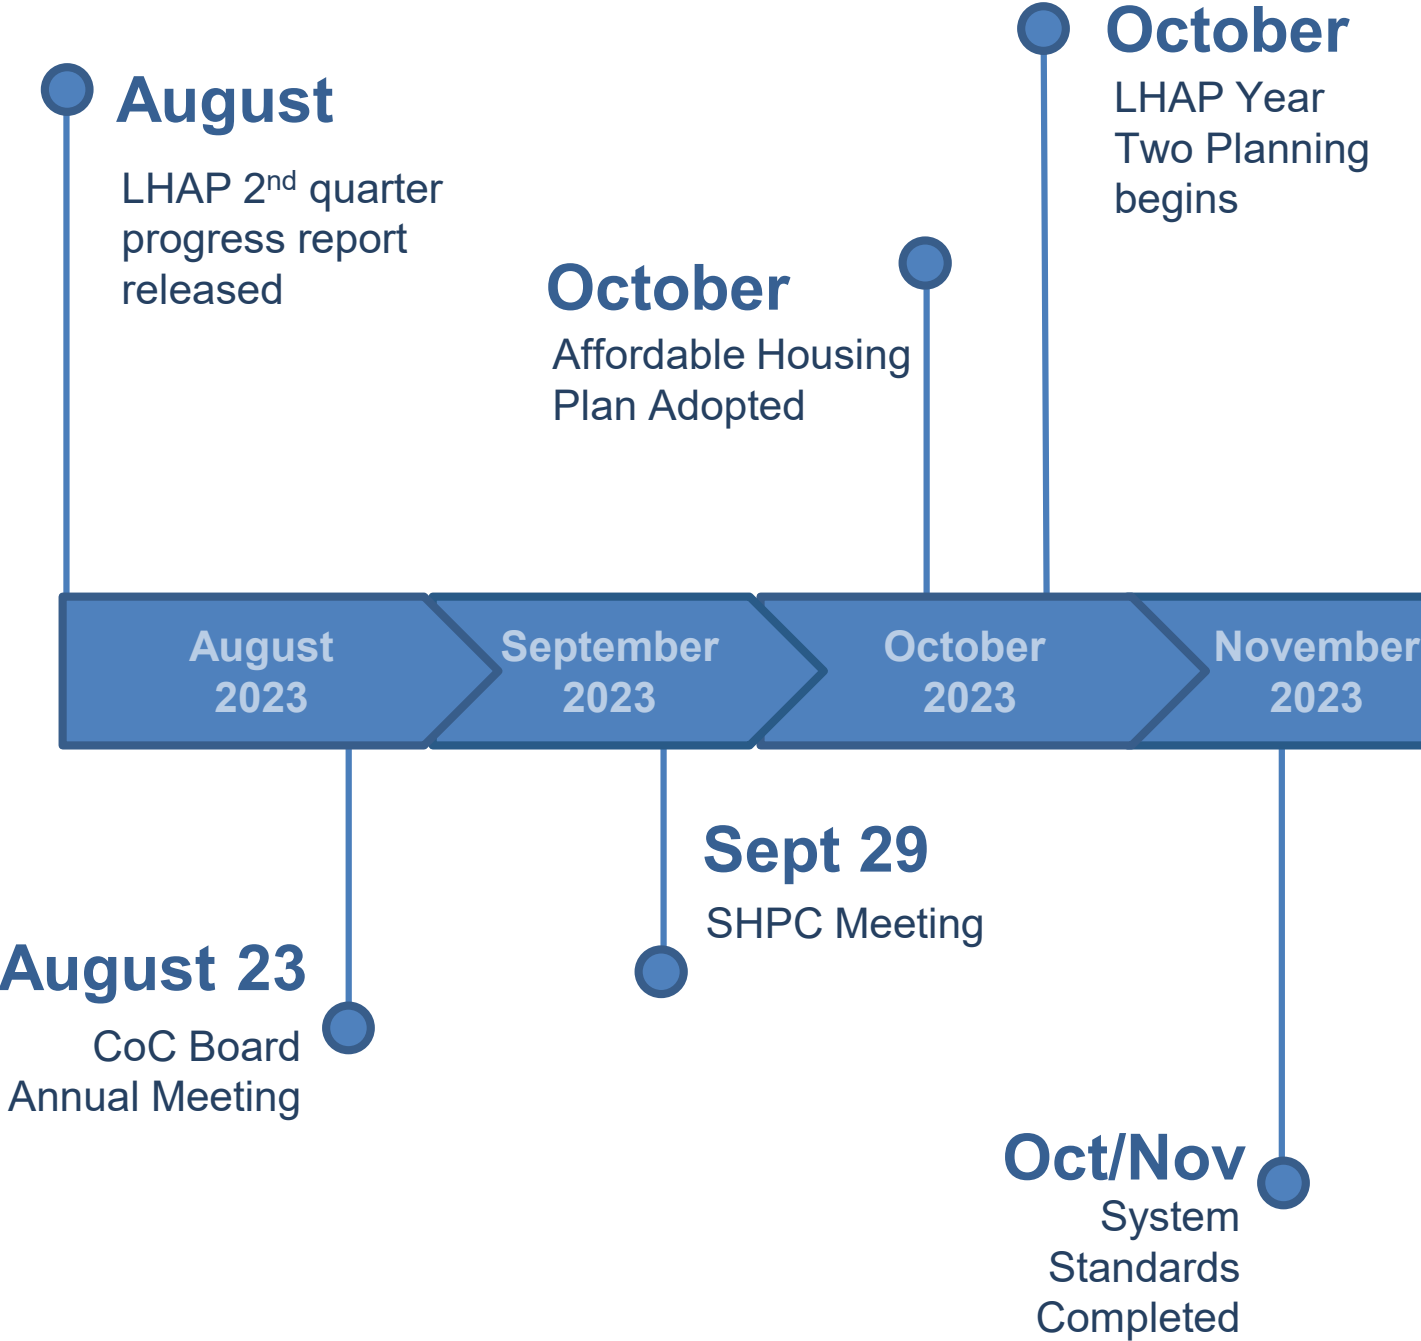 August
LHAP 2nd quarter
progress report
released
October
Affordable Housing
Plan Adopted
October
LHAP Year
Two Planning
begins
August
2023
September
2023
October
2023
November
2023
August 23
CoC Board
Annual Meeting
Sept 29
SHPC Meeting
Oct/Nov
System
Standards
Completed